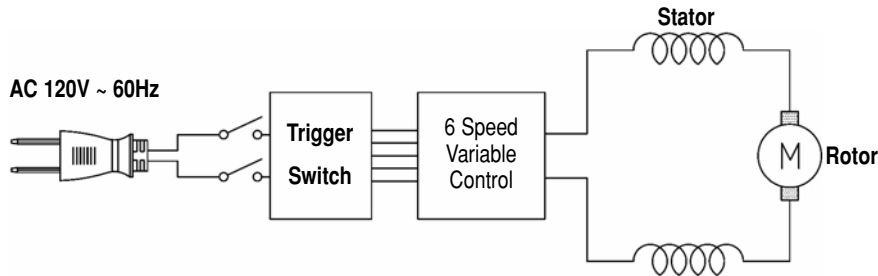 Stator
AC 120V ~ 60Hz
Trigger
Switch
6 Speed
Variable
Control
M
Rotor